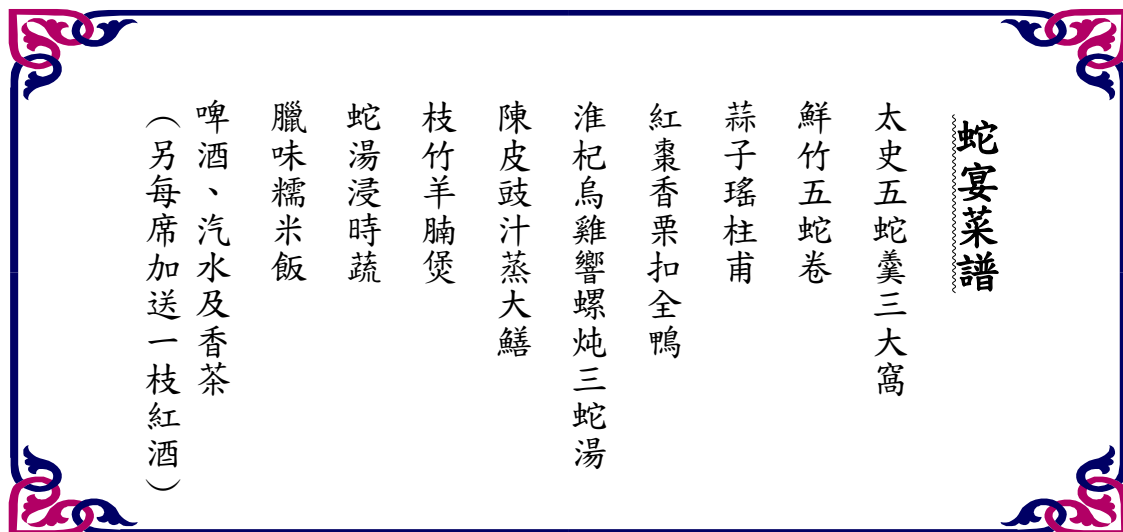 蛇宴菜譜
太史五蛇羹三大窩
鮮竹五蛇卷
蒜子瑤柱甫
紅棗香栗扣全鴨
淮杞烏雞響螺炖三蛇湯
陳皮豉汁蒸大鱔
枝竹羊腩煲
蛇湯浸時蔬
臘味糯米飯
啤酒、汽水及香茶
（另每席加送一枝紅酒）